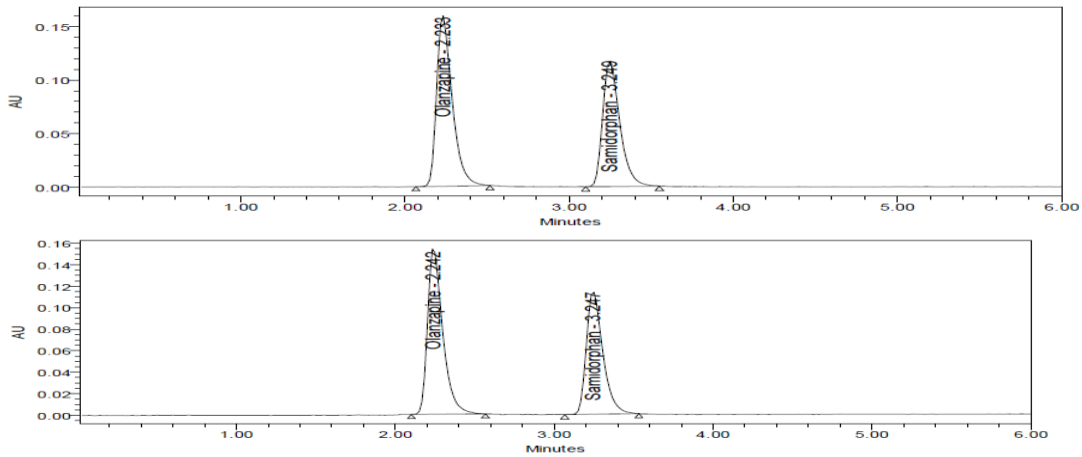 0.15
0.10
0.05
0.00
AU
Olanzapine - 2.233
Samidorphan - 3.249
1.00 2.00 3.00 4.00 5.00 6.00
Minutes
0.16
0.14
0.12
0.10
0.08
0.06
0.04
0.02
0.00
AU
Olanzapine - 2.242
Samidorphan - 3.247
1.00 2.00 3.00 4.00 5.00 6.00
Minutes